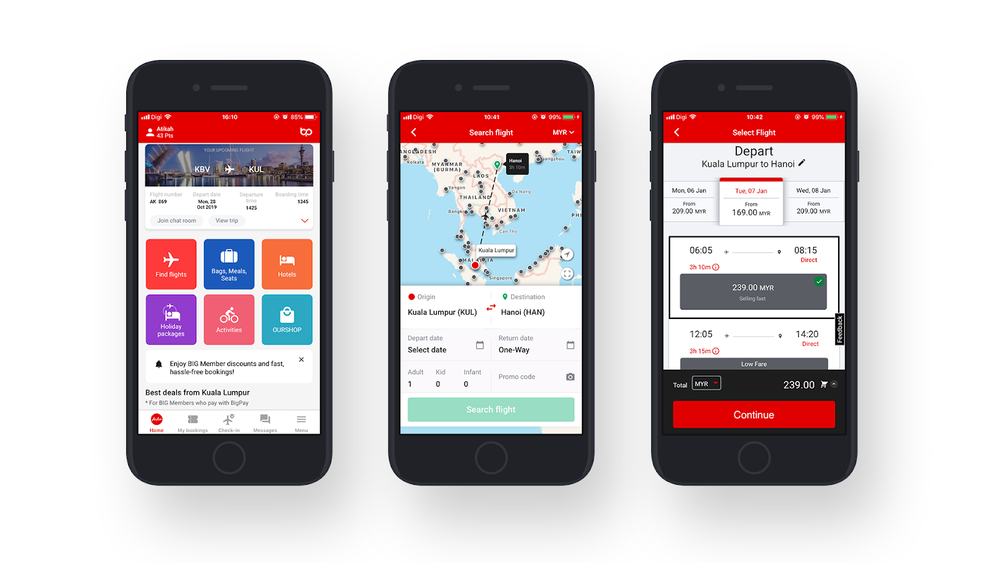 Digi
16:10
85%
Atikah
43 Pts
YOUR UPCOMING FLIGHT
KBV
KUL
Flight number
Depart date
Departure time
Boarding time
AK 869
Mon, 28 Oct 2019
1425
1345
Join chat room
View trip
Find flights
Bags, Meals, Seats
Hotels
Holiday packages
Activities
OURSHOP
Enjoy BIG Member discounts and fast,
hassle-free bookings!
Best deals from Kuala Lumpur
* For BIG Members who pay with BigPay
Home
My bookings
Check-in
Messages
Menu
Digi
10:41
99%
Search flight
MYR
Kolkata
MYANMAR
(BURMA)
LAOS
Hanoi
3h 10m
Yangon
THAILAND
Da Nang
VIETNAM
Can Tho
Kuala Lumpur
Singapore
Origin
Destination
Kuala Lumpur (KUL)
Hanoi (HAN)
Depart date
Return date
Select date
One-Way
Adult
Kid
Infant
Promo code
1
0
0
Search flight
Digi
10:42
99%
Select Flight
Depart
Kuala Lumpur to Hanoi
Mon, 06 Jan
Tue, 07 Jan
Wed, 08 Jan
From
209.00 MYR
From
169.00 MYR
From
209.00 MYR
06:05
08:15
Direct
3h 10m
239.00 MYR
Selling fast
Feedback
12:05
14:20
Direct
3h 15m
Low Fare
Total
MYR
239.00
Continue